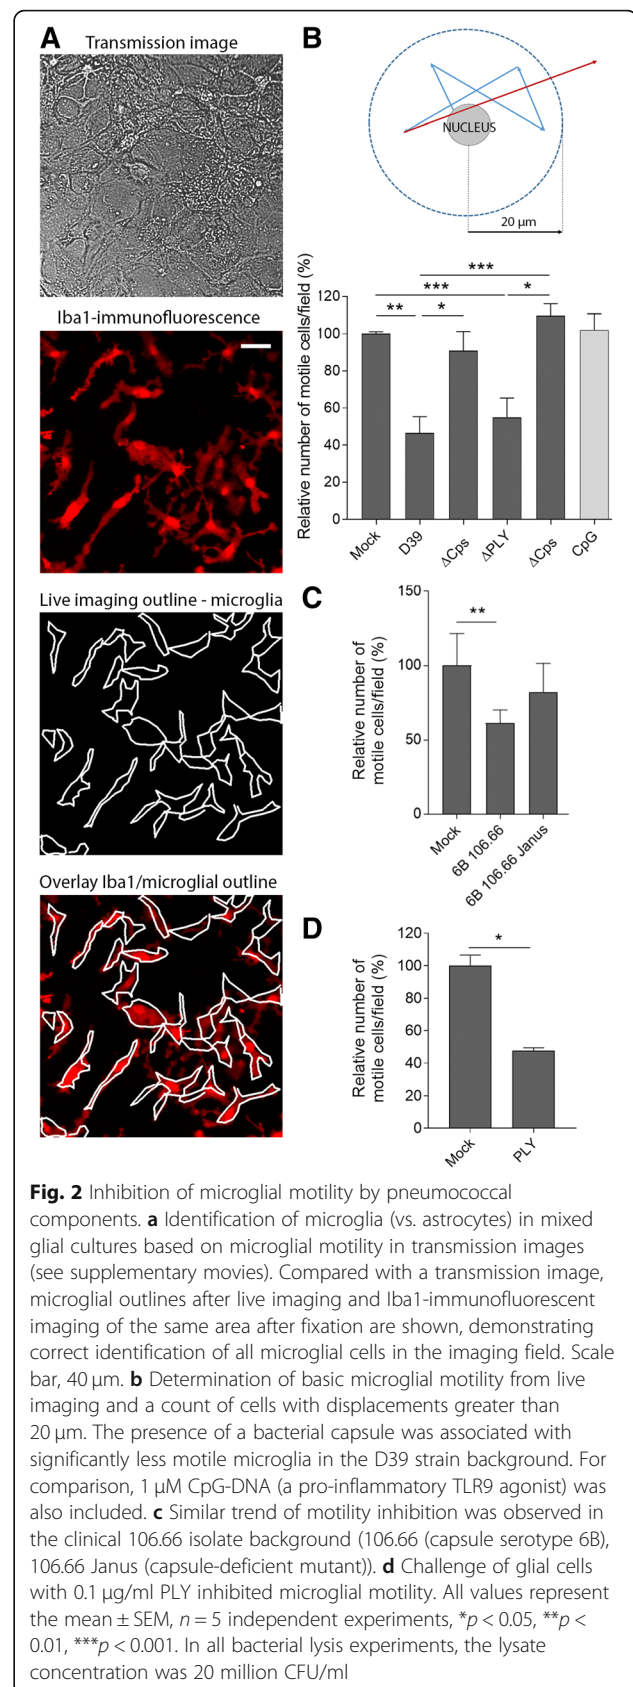 A
Transmission image
Iba1-immunofluorescence
Live imaging outline - microglia
Overlay Iba1/microglial outline
B
NUCLEUS
20 µm
Relative number of motile cells/field (%)
120
100
80
60
40
20
0
***
***
*
**
*
Mock
D39
ΔCps
ΔPLY
ΔCps
CpG
C
Relative number of
motile cells/field (%)
150
100
50
0
**
Mock
6B 106.66
6B 106.66 Janus
D
Relative number of
motile cells/field (%)
120
100
80
60
40
20
0
*
Mock
PLY
Fig. 2 Inhibition of microglial motility by pneumococcal
components. a Identification of microglia (vs. astrocytes) in mixed
glial cultures based on microglial motility in transmission images
(see supplementary movies). Compared with a transmission image,
microglial outlines after live imaging and Iba1-immunofluorescent
imaging of the same area after fixation are shown, demonstrating
correct identification of all microglial cells in the imaging field. Scale
bar, 40 µm. b Determination of basic microglial motility from live
imaging and a count of cells with displacements greater than
20 µm. The presence of a bacterial capsule was associated with
significantly less motile microglia in the D39 strain background. For
comparison, 1 µM CpG-DNA (a pro-inflammatory TLR9 agonist) was
also included. c Similar trend of motility inhibition was observed in
the clinical 106.66 isolate background (106.66 (capsule serotype 6B),
106.66 Janus (capsule-deficient mutant)). d Challenge of glial cells
with 0.1 µg/ml PLY inhibited microglial motility. All values represent
the mean ± SEM, n = 5 independent experiments, *p < 0.05, **p <
0.01, ***p < 0.001. In all bacterial lysis experiments, the lysate
concentration was 20 million CFU/ml